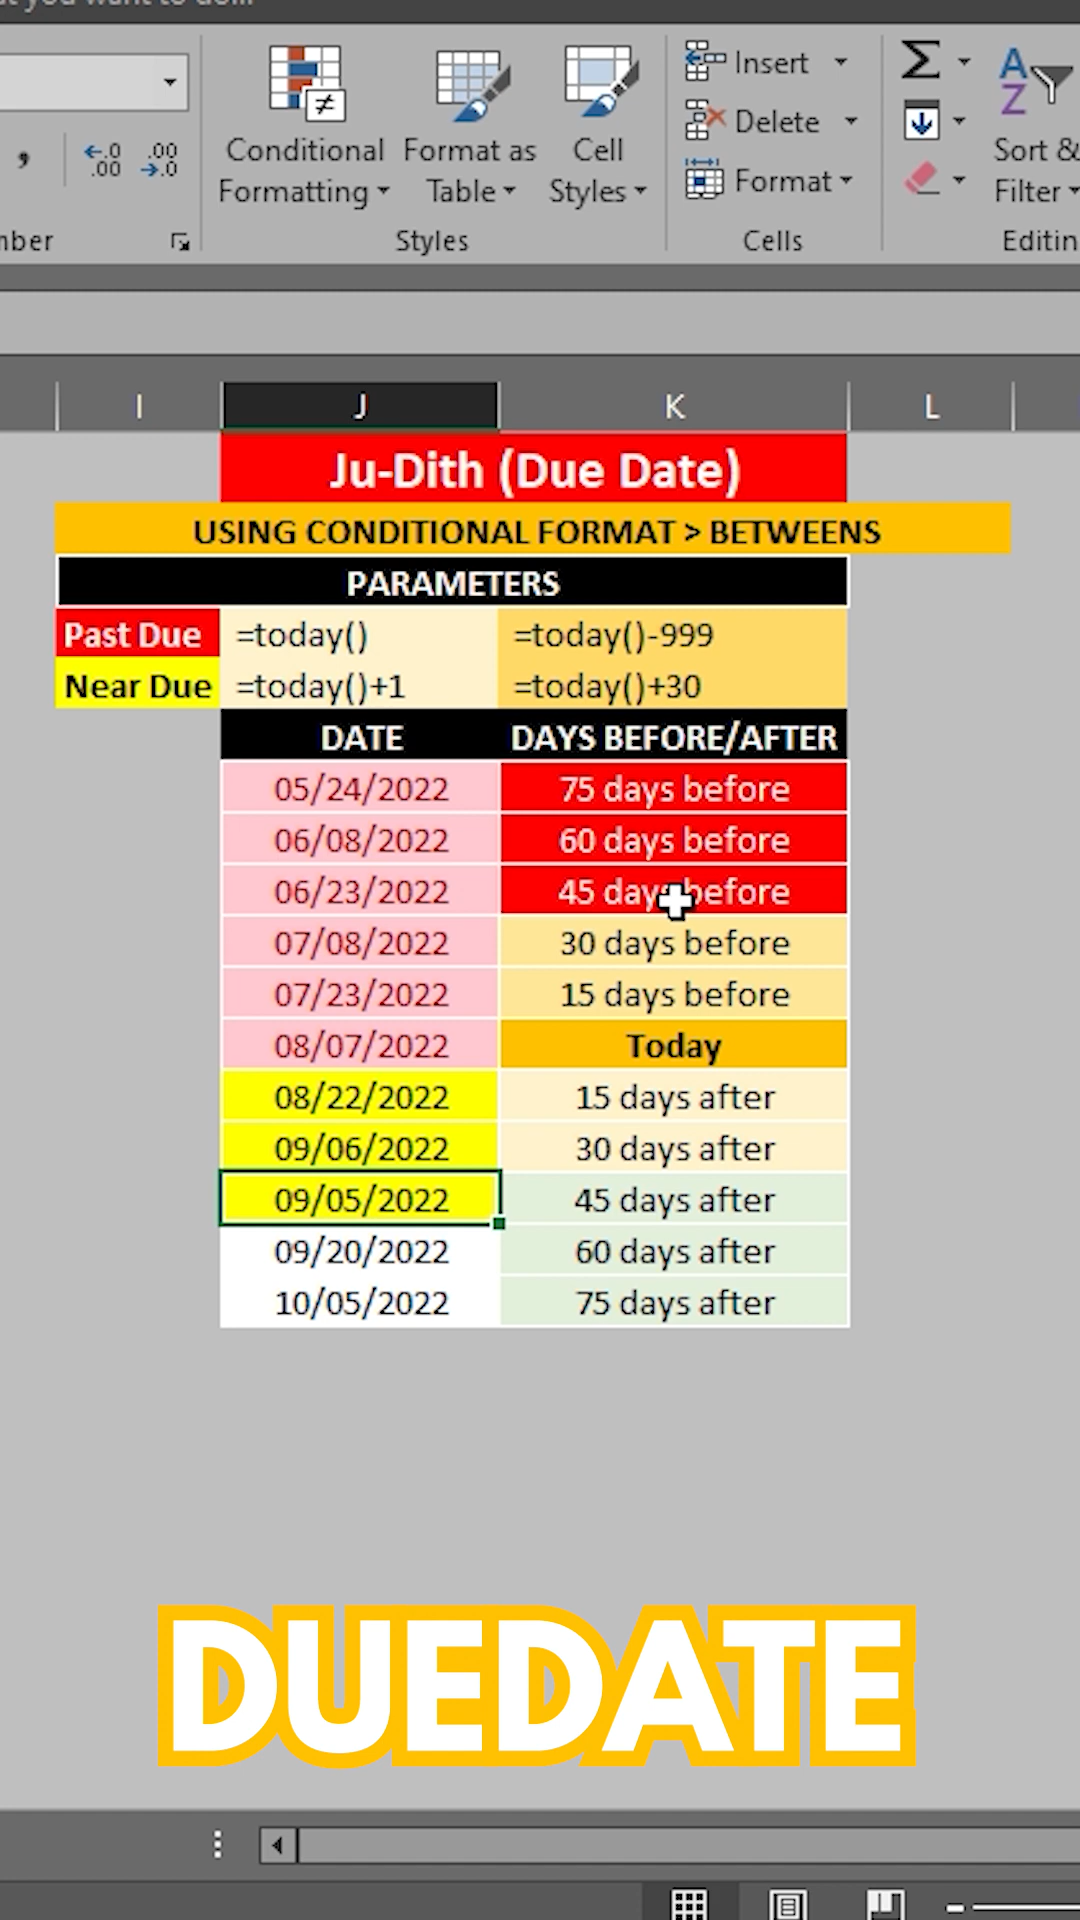 Conditional Formatting
Format as Table
Cell Styles
Insert
Delete
Format
Sort &
Filter
Styles
Cells
I J K L
Ju-Dith (Due Date)
USING CONDITIONAL FORMAT > BETWEENS
PARAMETERS
Past Due =today() =today()-999
Near Due =today()+1 =today()+30
DATE DAYS BEFORE/AFTER
05/24/2022 75 days before
06/08/2022 60 days before
06/23/2022 45 days before
07/08/2022 30 days before
07/23/2022 15 days before
08/07/2022 Today
08/22/2022 15 days after
09/06/2022 30 days after
09/05/2022 45 days after
09/20/2022 60 days after
10/05/2022 75 days after
DUEDATE